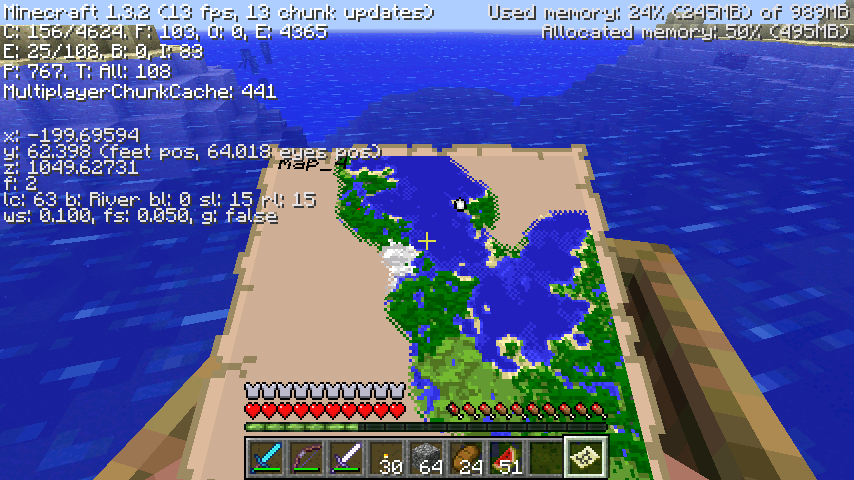 Minecraft 1.3.2 (13 fps, 13 chunk updates)
C: 156/4624, F: 103, O: 0, E: 4365
E: 25/108, B: 0, I: 83
P: 767. T: All: 108
MultiplayerChunkCache: 441
Used memory: 24% (245MB) of 989MB
Allocated memory: 50% (495MB)
x: -199.69594
y: 62.398 (feet pos, 64.018 eyes pos)
z: 1049.62731
f: 2
lc: 63 b: River bl: 0 sl: 15 rl: 15
ws: 0.100, fs: 0.050, g: false
map_4
30
64
24
51